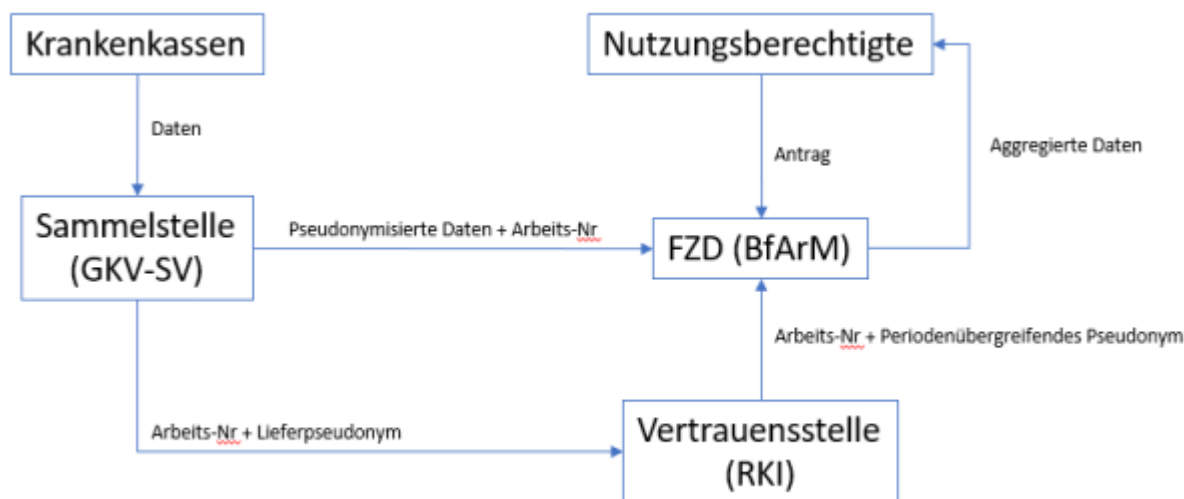 Krankenkassen
Nutzungsberechtigte
Daten
Antrag
Aggregierte Daten
Sammelstelle
(GKV-SV)
Pseudonymisierte Daten + Arbeits-Nr
FZD (BfArM)
Arbeits-Nr + Periodenübergreifendes Pseudonym
Arbeits-Nr + Lieferpseudonym
Vertrauensstelle
(RKI)